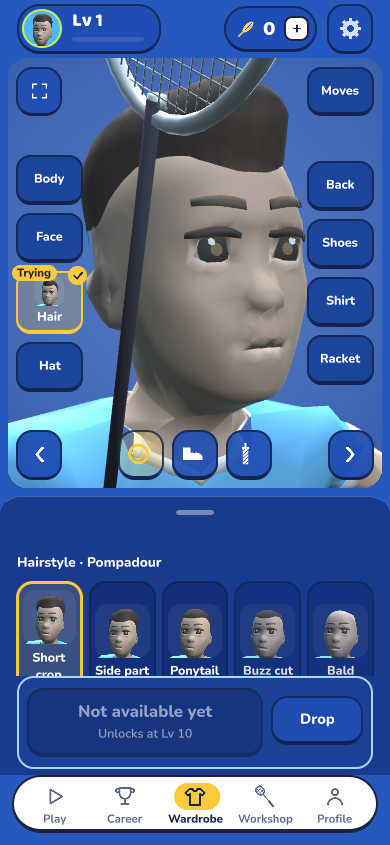 Lv 1
0
+
Moves
Body
Back
Face
Shoes
Trying
Hair
Shirt
Hat
Racket
Hairstyle · Pompadour
Short
crop
Side part
Ponytail
Buzz cut
Bald
Not available yet
Unlocks at Lv 10
Drop
Play
Career
Wardrobe
Workshop
Profile